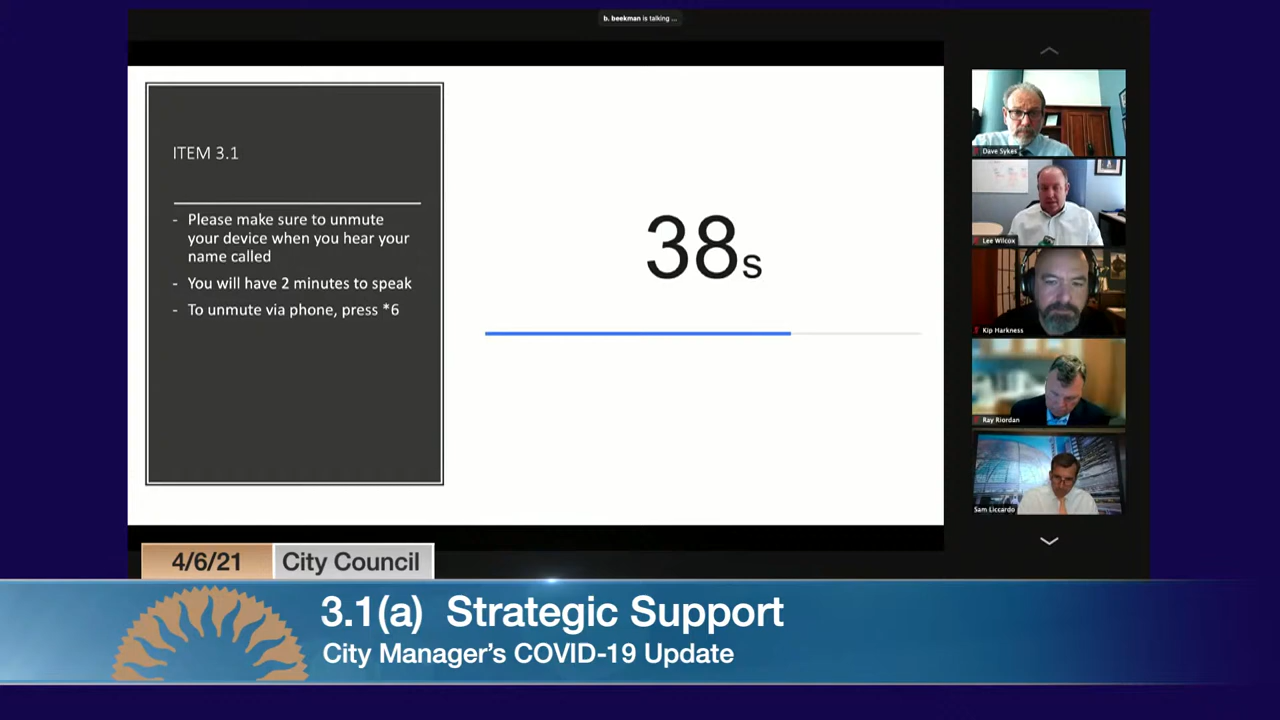 b. beekman is talking ...
ITEM 3.1
- Please make sure to unmute
your device when you hear your
name called
- You will have 2 minutes to speak
- To unmute via phone, press *6
38s
Dave Sykes
Lee Wilcox
Kip Harkness
Ray Riordan
Sam Liccardo
4/6/21 City Council
3.1(a) Strategic Support
City Manager's COVID-19 Update